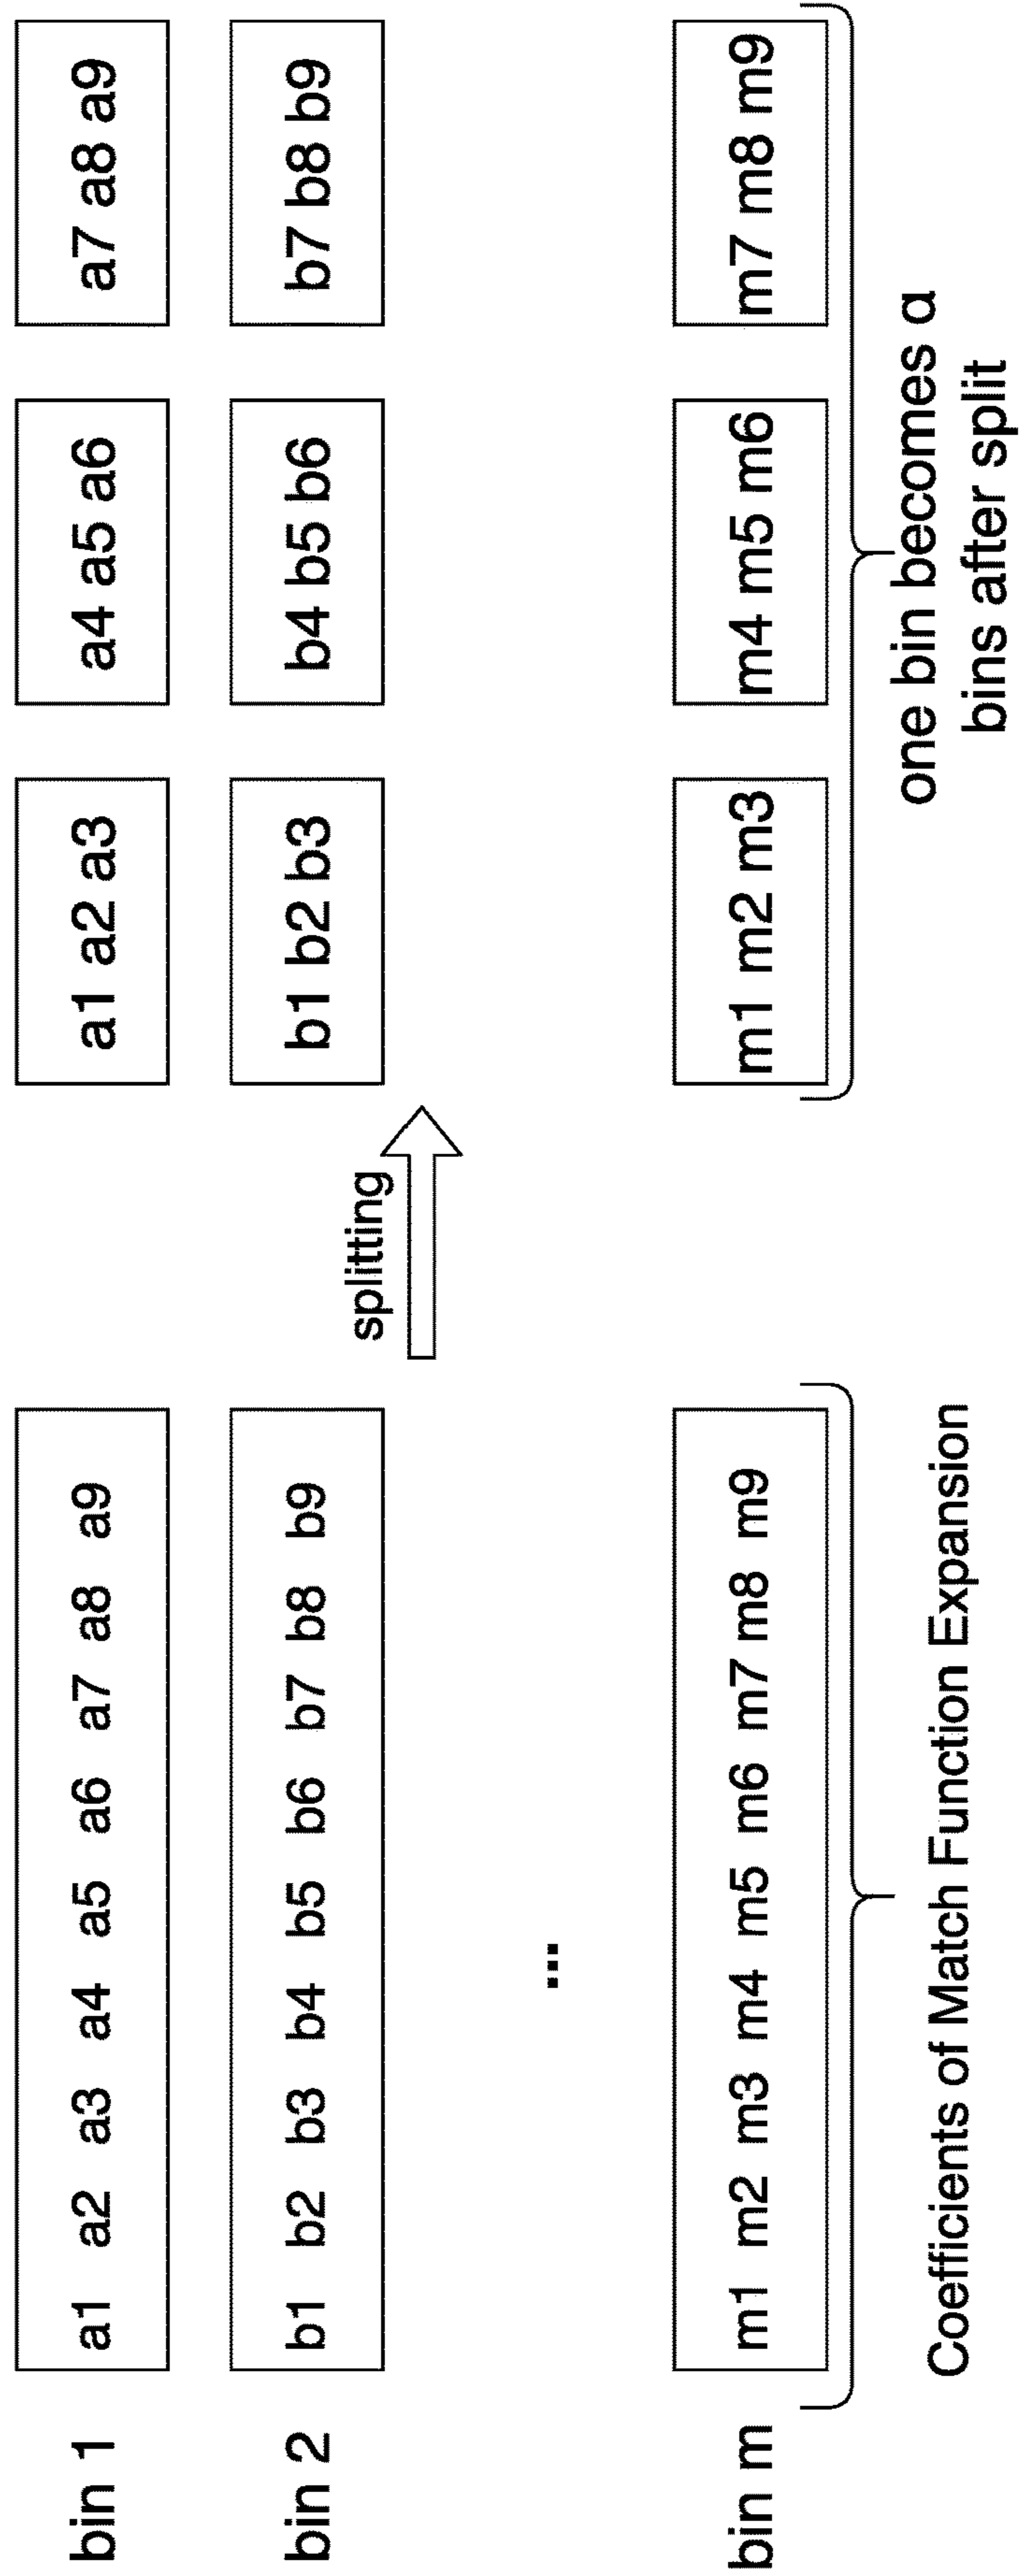 bin 1
a1 a2 a3 a4 a5 a6 a7 a8 a9
a1 a2 a3
a4 a5 a6
a7 a8 a9
bin 2
b1 b2 b3 b4 b5 b6 b7 b8 b9
splitting
b1 b2 b3
b4 b5 b6
b7 b8 b9
...
bin m
m1 m2 m3 m4 m5 m6 m7 m8 m9
m1 m2 m3
m4 m5 m6
m7 m8 m9
Coefficients of Match Function Expansion
one bin becomes α
bins after split